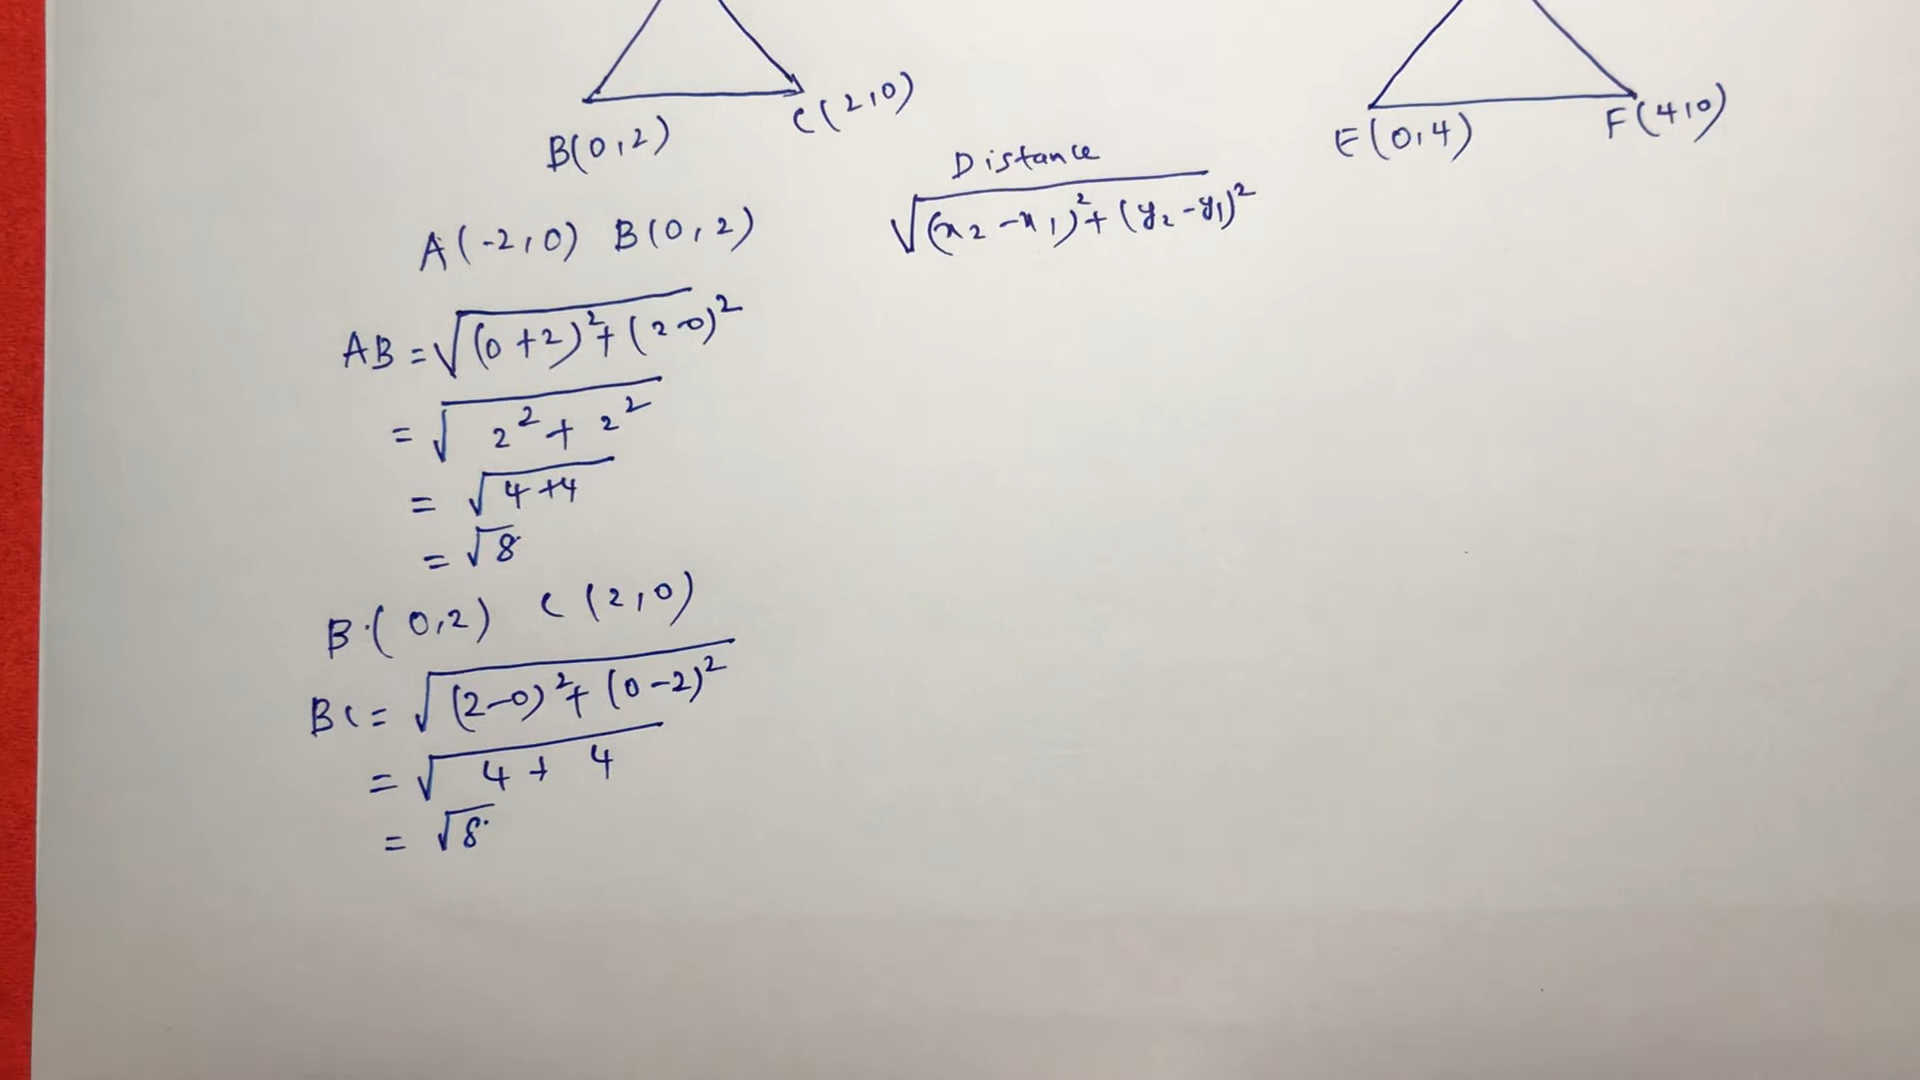 B(0,2) C(2,0)
E(0,4) F(4,0)
Distance
√(x₂-x₁)²+(y₂-y₁)²
A(-2,0) B(0,2)
AB = √(0+2)²+(2-0)²
= √2²+2²
= √4+4
= √8
B.(0,2) C(2,0)
BC = √(2-0)²+(0-2)²
= √4+4
= √8